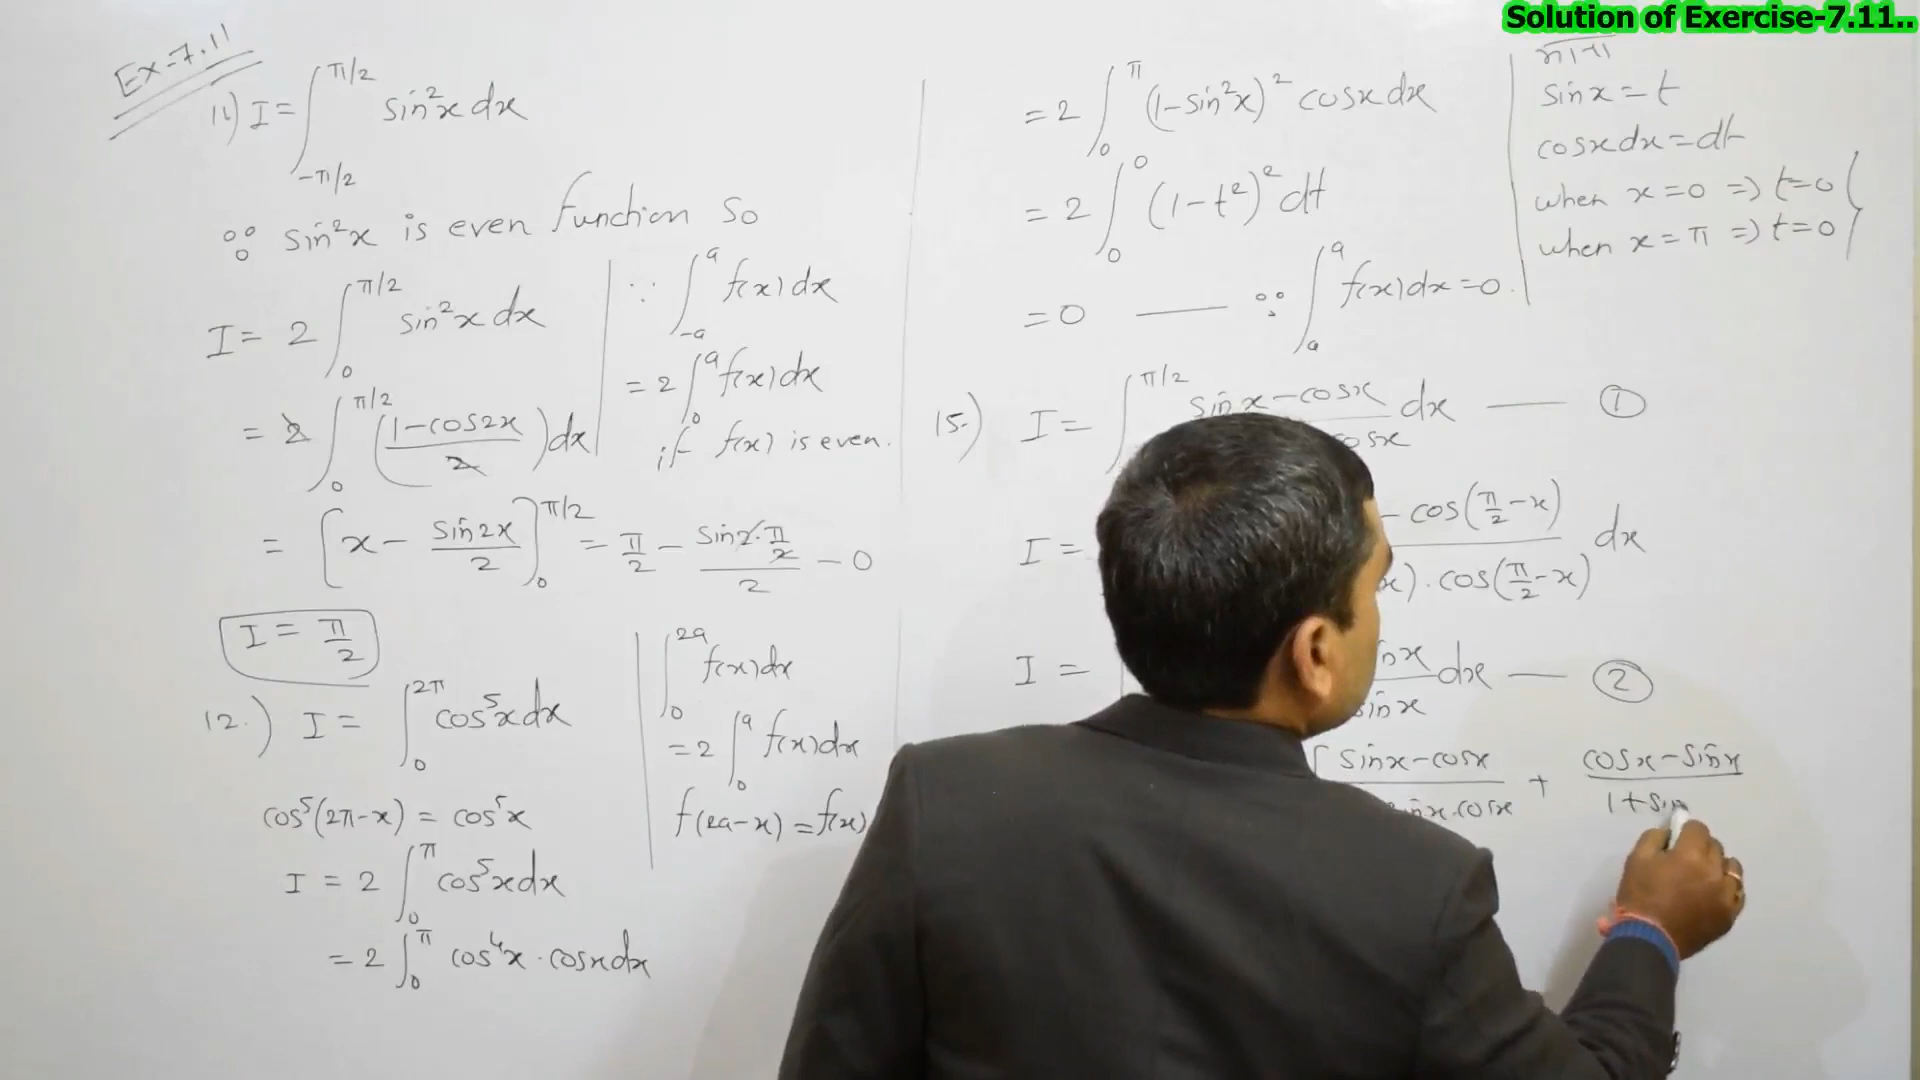 Solution of Exercise-7.11..
Ex-7.11
11) I = ∫_{-π/2}^{π/2} sin²x dx
∵ sin²x is even function so
I = 2 ∫_0^{π/2} sin²x dx
= 2 ∫_0^{π/2} (1-cos2x / 2) dx
= [x - sin2x/2]_0^{π/2} = π/2 - (sin2·π/2)/2 - 0
I = π/2
∵ ∫_{-a}^{a} f(x) dx
= 2 ∫_0^a f(x) dx
if f(x) is even.
12.) I = ∫_0^{2π} cos⁵x dx
cos⁵(2π-x) = cos⁵x
I = 2 ∫_0^π cos⁵x dx
= 2 ∫_0^π cos⁴x · cosx dx
∫_0^{2a} f(x) dx
= 2 ∫_0^a f(x) dx
f(2a-x) = f(x)
= 2 ∫_0^π (1-sin²x)² cosx dx
= 2 ∫_0^0 (1-t²)² dt
= 0 — ∵ ∫_a^a f(x) dx = 0.
sinx = t
cosx dx = dt
when x = 0 => t = 0
when x = π => t = 0
15.) I = ∫^{π/2} sinx - cosx dx — ①
cosx
I = - cos(π/2 - x) dx
x) . cos(π/2 - x)
I = dx — ②
sinx
sinx - cosx + cosx - sinx
sinx.cosx 1 + sin